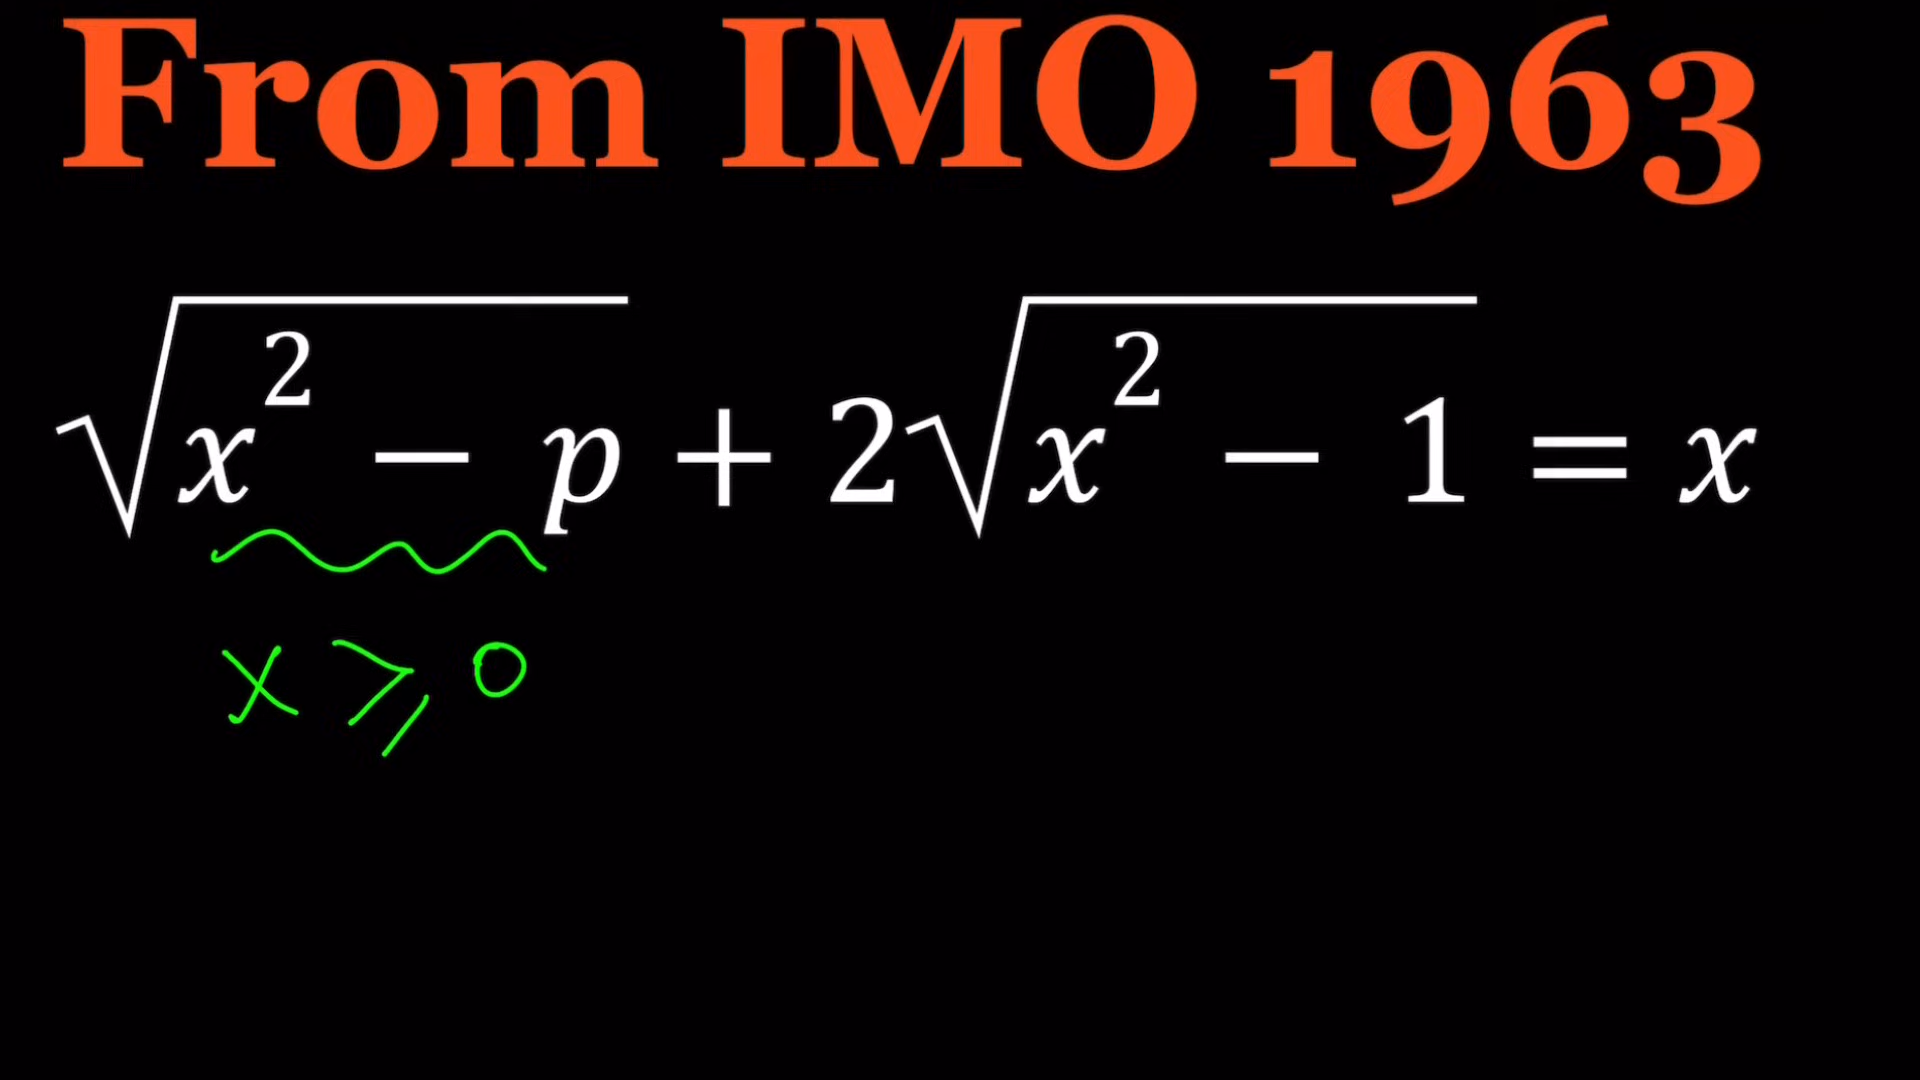 From IMO 1963
√(x² − p) + 2√(x² − 1) = x
x ⩾ 0